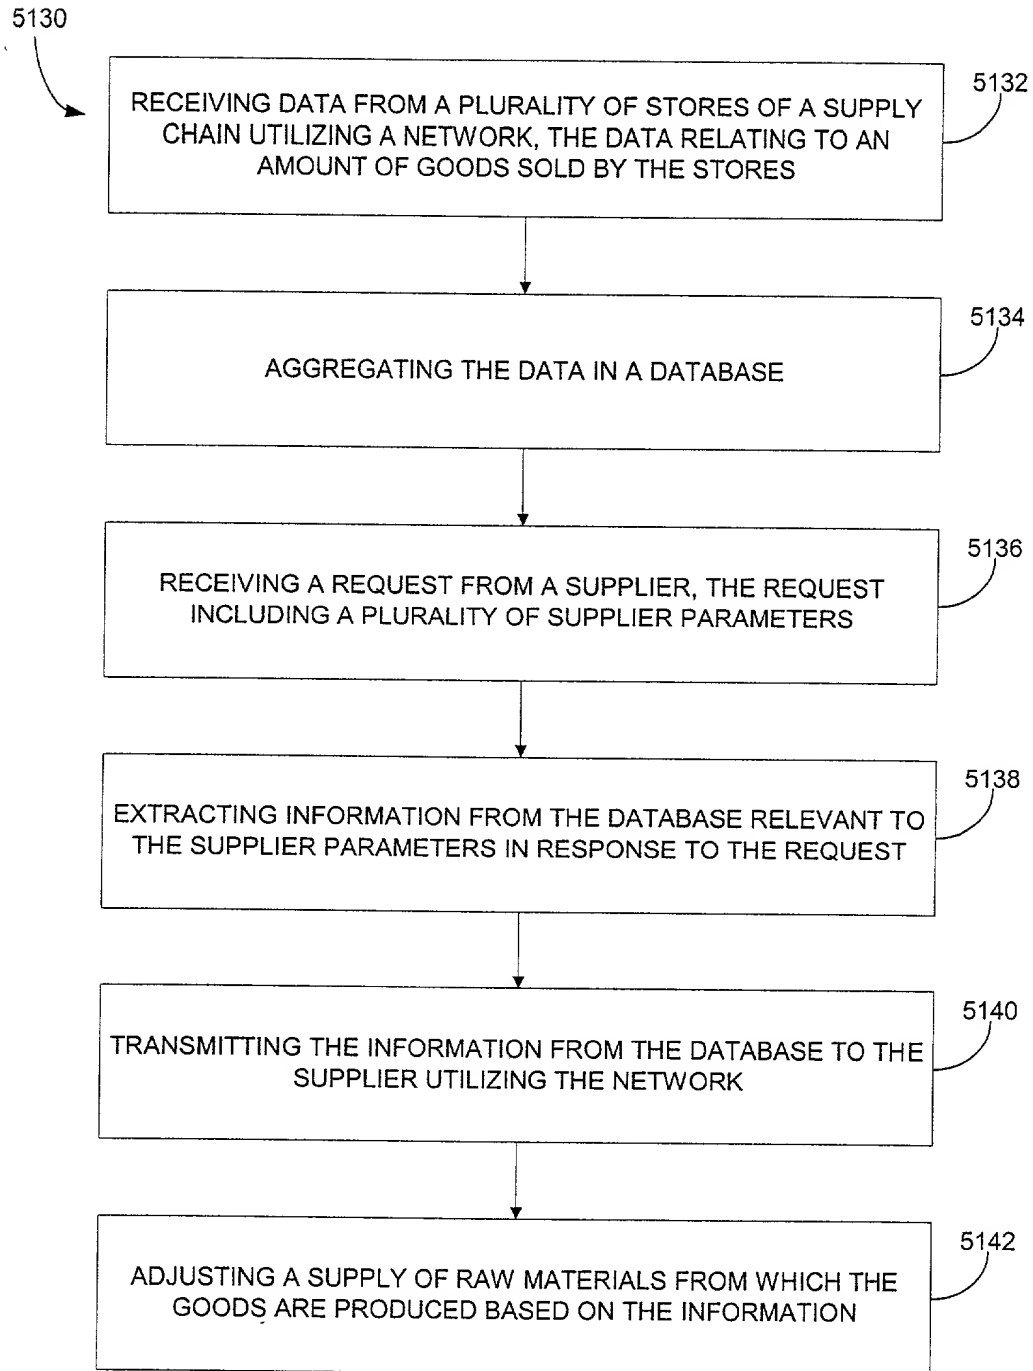 5130
5132
RECEIVING DATA FROM A PLURALITY OF STORES OF A SUPPLY
CHAIN UTILIZING A NETWORK, THE DATA RELATING TO AN
AMOUNT OF GOODS SOLD BY THE STORES
5134
AGGREGATING THE DATA IN A DATABASE
5136
RECEIVING A REQUEST FROM A SUPPLIER, THE REQUEST
INCLUDING A PLURALITY OF SUPPLIER PARAMETERS
5138
EXTRACTING INFORMATION FROM THE DATABASE RELEVANT TO
THE SUPPLIER PARAMETERS IN RESPONSE TO THE REQUEST
5140
TRANSMITTING THE INFORMATION FROM THE DATABASE TO THE
SUPPLIER UTILIZING THE NETWORK
5142
ADJUSTING A SUPPLY OF RAW MATERIALS FROM WHICH THE
GOODS ARE PRODUCED BASED ON THE INFORMATION